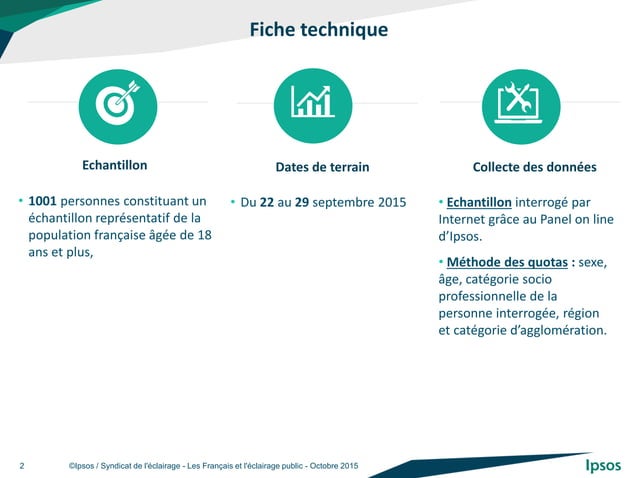 Fiche technique
Echantillon
• 1001 personnes constituant un
échantillon représentatif de la
population française âgée de 18
ans et plus,
Dates de terrain
• Du 22 au 29 septembre 2015
Collecte des données
• Echantillon interrogé par
Internet grâce au Panel on line
d’Ipsos.
• Méthode des quotas : sexe,
âge, catégorie socio
professionnelle de la
personne interrogée, région
et catégorie d’agglomération.
2 ©Ipsos / Syndicat de l'éclairage - Les Français et l'éclairage public - Octobre 2015
Ipsos